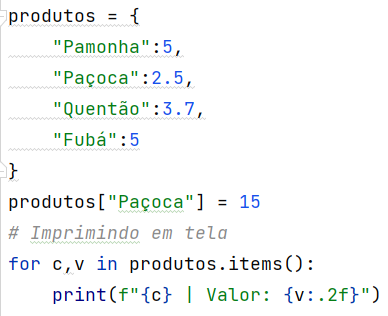 produtos = {
    "Pamonha":5,
    "Paçoca":2.5,
    "Quentão":3.7,
    "Fubá":5
}
produtos["Paçoca"] = 15
# Imprimindo em tela
for c,v in produtos.items():
    print(f"{c} | Valor: {v:.2f}")